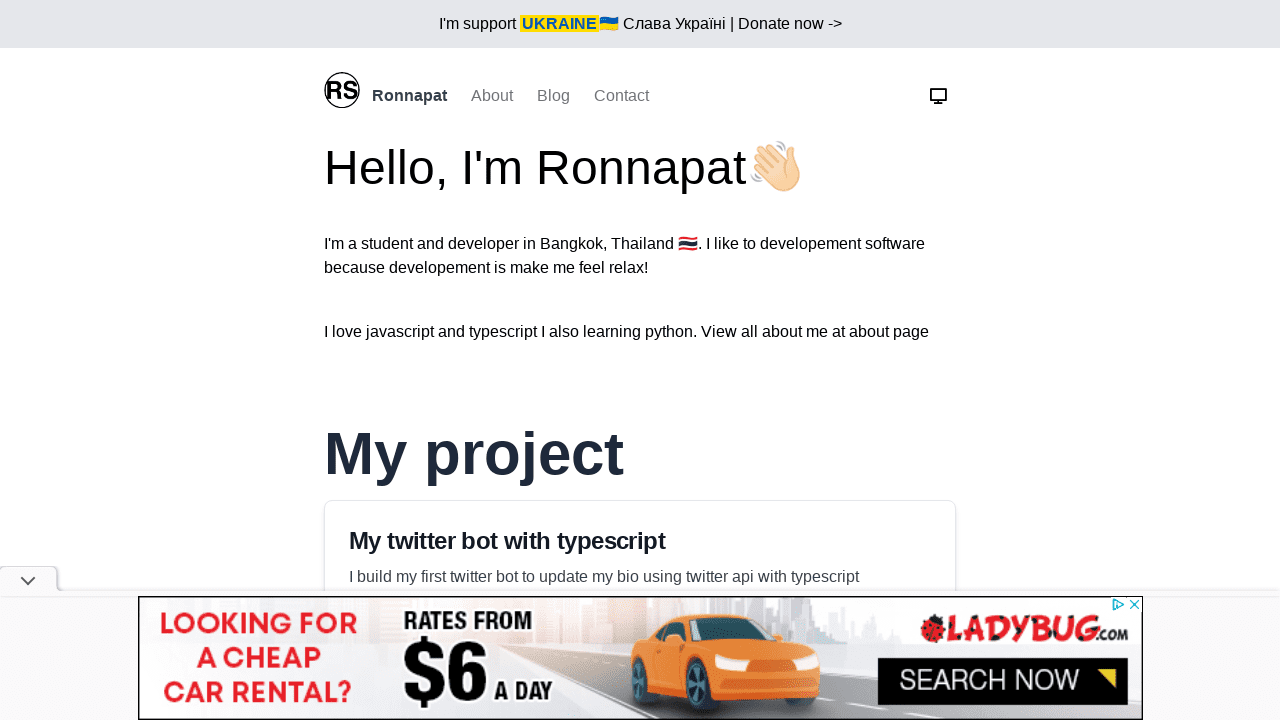 I'm support UKRAINE 🇺🇦 Слава Україні | Donate now ->
RS Ronnapat About Blog Contact
Hello, I'm Ronnapat👋🏻
I'm a student and developer in Bangkok, Thailand 🇹🇭. I like to developement software
because developement is make me feel relax!
I love javascript and typescript I also learning python. View all about me at about page
My project
My twitter bot with typescript
I build my first twitter bot to update my bio using twitter api with typescript
LOOKING FOR
A CHEAP
CAR RENTAL?
RATES FROM
$6 A DAY
LADYBUG.COM
SEARCH NOW